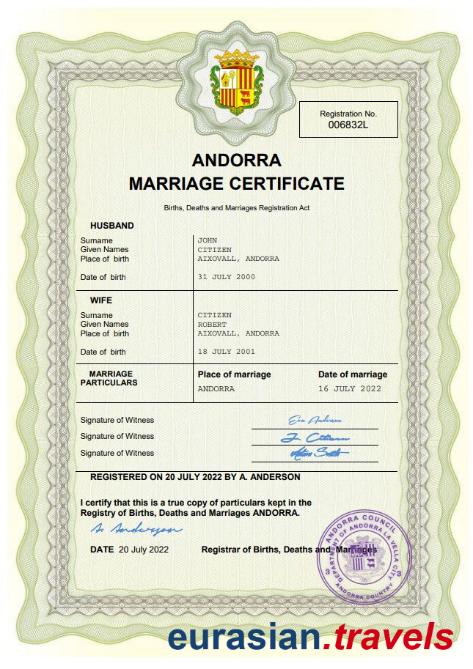 Registration No.
006832L
ANDORRA
MARRIAGE CERTIFICATE
Births, Deaths and Marriages Registration Act
HUSBAND
Surname JOHN
Given Names CITIZEN
Place of birth AIXOVALL, ANDORRA
Date of birth 31 JULY 2000
WIFE
Surname CITIZEN
Given Names ROBERT
Place of birth AIXOVALL, ANDORRA
Date of birth 18 JULY 2001
MARRIAGE PARTICULARS Place of marriage Date of marriage
ANDORRA 16 JULY 2022
Signature of Witness
Signature of Witness
Signature of Witness
REGISTERED ON 20 JULY 2022 BY A. ANDERSON
I certify that this is a true copy of particulars kept in the
Registry of Births, Deaths and Marriages ANDORRA.
A. Anderson
DATE 20 July 2022 Registrar of Births, Deaths and Marriages
ANDORRA COUNCIL
DEPARTMENT OF ANDORRA LA VELLA CITY
ANDORRA COUNTRY
eurasian.travels